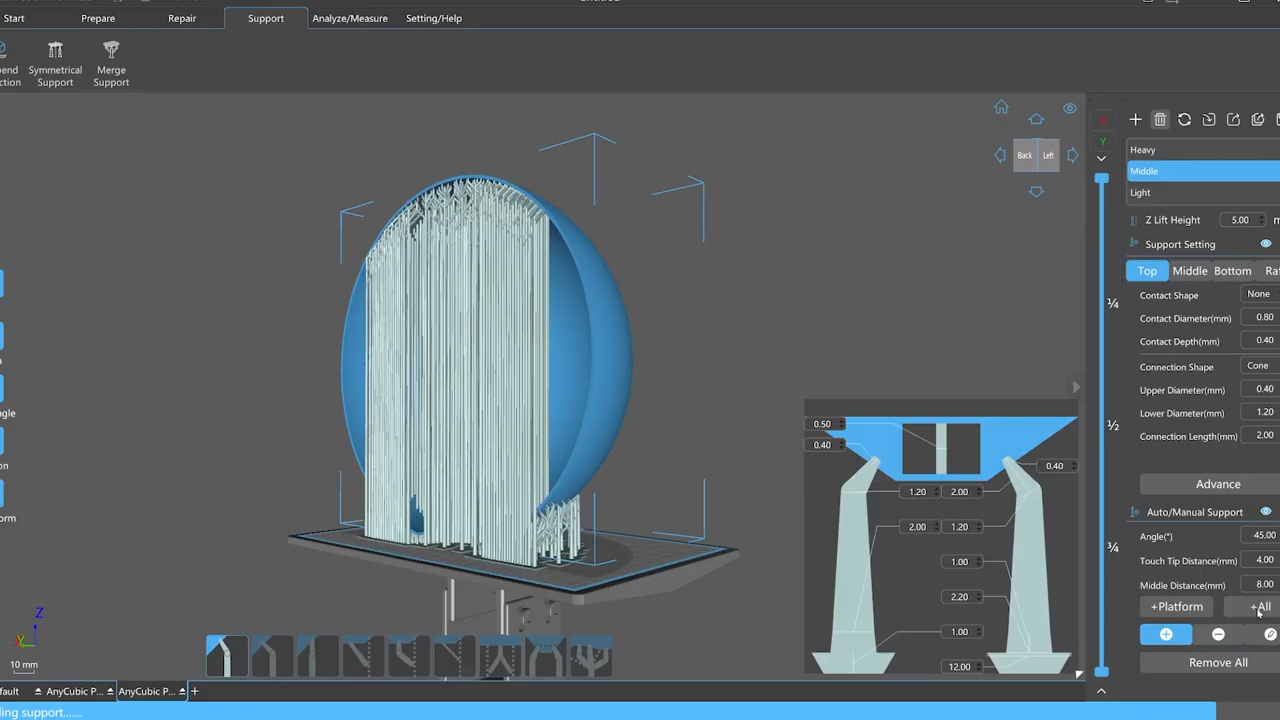 Start Prepare Repair Support Analyze/Measure Setting/Help
end Symmetrical Merge
ction Support Support
Back Left
X
Y
Heavy
Middle
Light
Z Lift Height 5.00 m
Support Setting
Top Middle Bottom Ra
Contact Shape None
Contact Diameter(mm) 0.80
Contact Depth(mm) 0.40
Connection Shape Cone
Upper Diameter(mm) 0.40
Lower Diameter(mm) 1.20
Connection Length(mm) 2.00
Advance
Auto/Manual Support
Angle(°) 45.00
Touch Tip Distance(mm) 4.00
Middle Distance(mm) 8.00
+Platform +All
Remove All
¼
½
¾
0.50
0.40
0.40
1.20 2.00
2.00 1.20
1.00
2.20
1.00
12.00
n
gle
on
orm
Z
Y
10 mm
fault AnyCubic P... AnyCubic P... +
ling support......